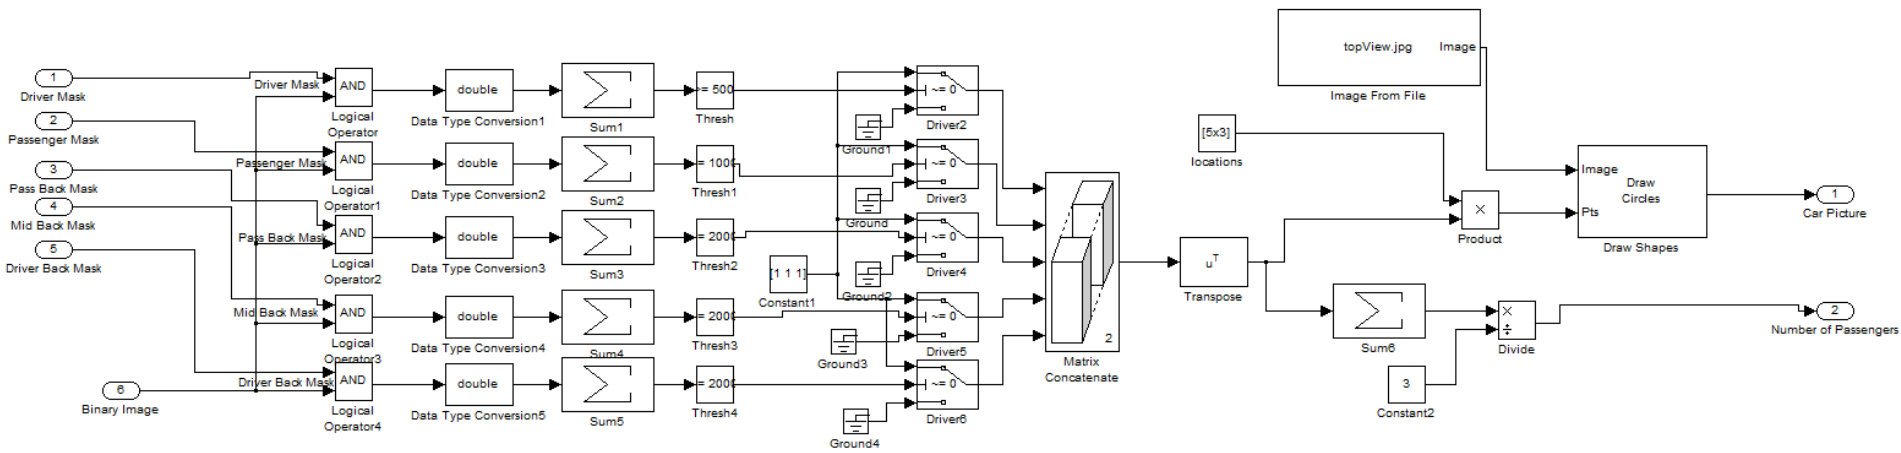 1
Driver Mask
2
Passenger Mask
3
Pass Back Mask
4
Mid Back Mask
5
Driver Back Mask
6
Binary Image
Driver Mask
AND
Logical
Operator
double
Data Type Conversion1
Sum1
>= 500
Thresh
~= 0
Driver2
Ground1
Passenger Mask
AND
Logical
Operator1
double
Data Type Conversion2
Sum2
= 1000
Thresh1
~= 0
Driver3
Ground
Pass Back Mask
AND
Logical
Operator2
double
Data Type Conversion3
Sum3
= 2000
Thresh2
~= 0
Driver4
Ground2
[1 1 1]
Constant1
Mid Back Mask
AND
Logical
Operator3
double
Data Type Conversion4
Sum4
= 2000
Thresh3
~= 0
Driver5
Ground3
Driver Back Mask
AND
Logical
Operator4
double
Data Type Conversion5
Sum5
= 2000
Thresh4
~= 0
Driver6
Ground4
2
Matrix
Concatenate
uT
Transpose
topView.jpg
Image
Image From File
[5x3]
locations
×
Product
Image
Pts
Draw
Circles
Draw Shapes
1
Car Picture
Sum6
×
÷
Divide
3
Constant2
2
Number of Passengers